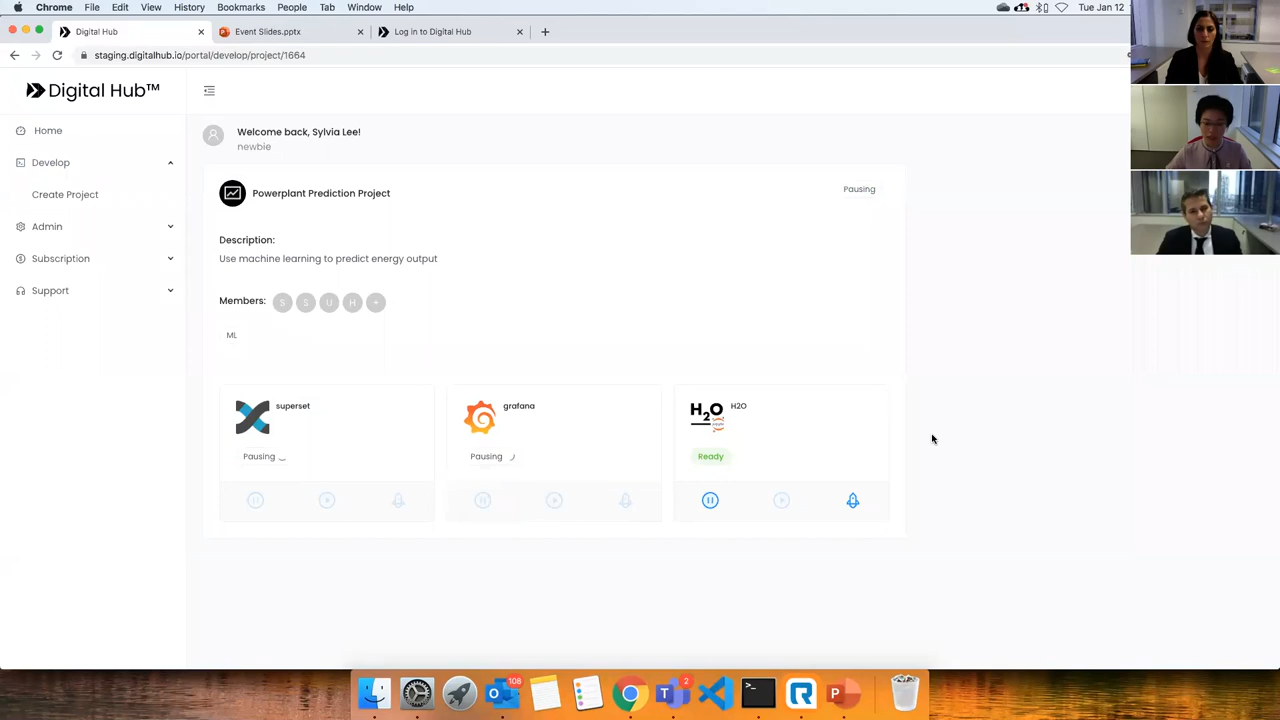 Chrome File Edit View History Bookmarks People Tab Window Help Tue Jan 12
Digital Hub
Event Slides.pptx
Log in to Digital Hub
staging.digitalhub.io/portal/develop/project/1664
Digital Hub™
Home
Develop
Create Project
Admin
Subscription
Support
Welcome back, Sylvia Lee!
newbie
Powerplant Prediction Project
Pausing
Description:
Use machine learning to predict energy output
Members: S S U H +
ML
superset
Pausing
grafana
Pausing
H2O
H2O
Ready
108
2